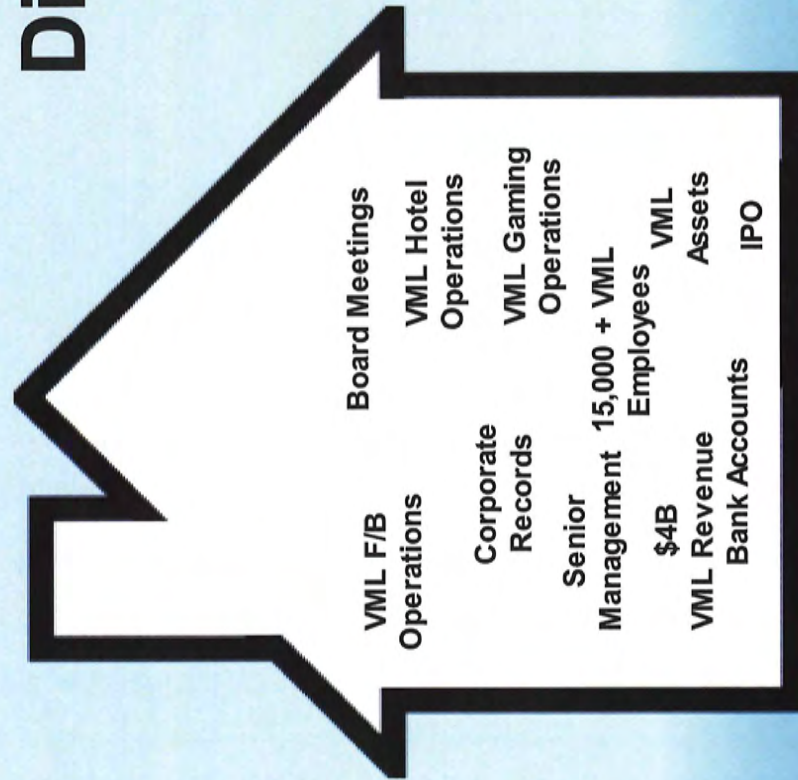 Di
Board Meetings
VML F/B
Operations
VML Hotel
Operations
Corporate
Records
VML Gaming
Operations
Senior
Management
15,000 + VML
Employees
$4B
VML Revenue
VML
Assets
Bank Accounts
IPO